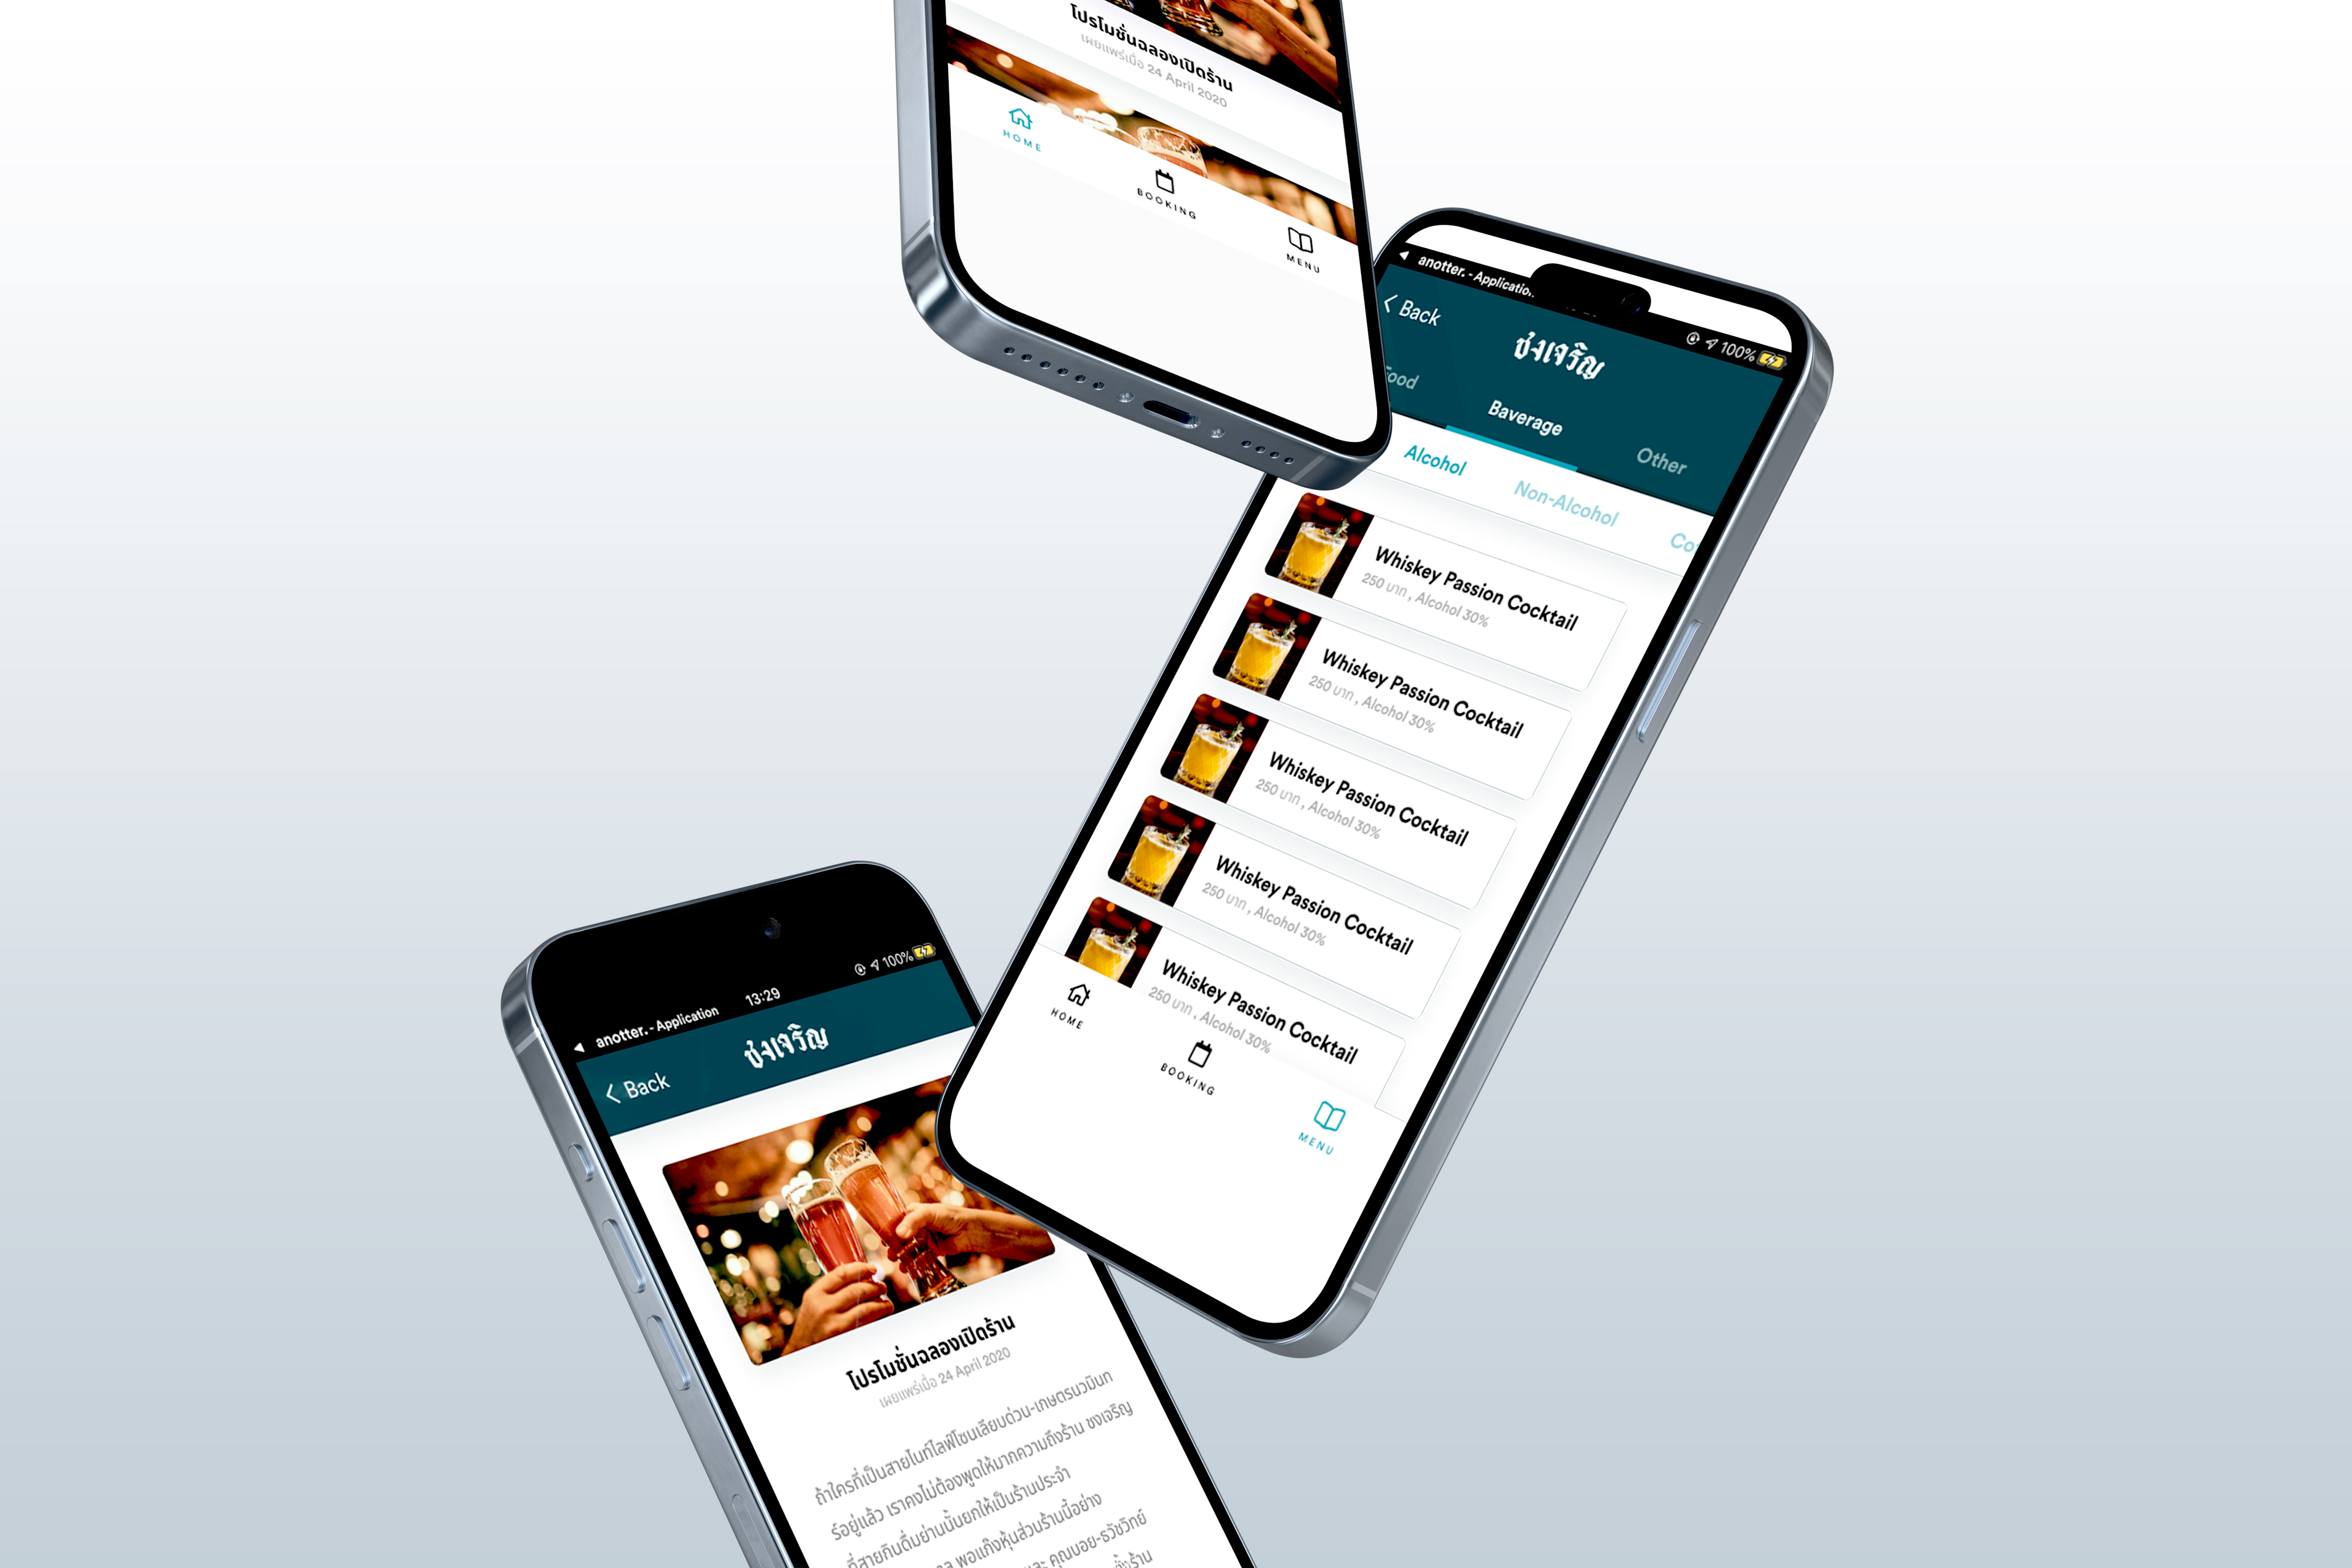 โปรโมชั่นฉลองเปิดร้าน
เผยแพร่เมื่อ 24 April 2020
HOME
BOOKING
MENU
anotter. - Application
100%
Back
ชงเจริญ
Food
Baverage
Other
Alcohol
Non-Alcohol
Co
Whiskey Passion Cocktail
250 บาท , Alcohol 30%
Whiskey Passion Cocktail
250 บาท , Alcohol 30%
Whiskey Passion Cocktail
250 บาท , Alcohol 30%
Whiskey Passion Cocktail
250 บาท , Alcohol 30%
Whiskey Passion Cocktail
250 บาท , Alcohol 30%
HOME
BOOKING
MENU
anotter. - Application
13:29
100%
Back
ชงเจริญ
โปรโมชั่นฉลองเปิดร้าน
เผยแพร่เมื่อ 24 April 2020
ถ้าใครที่เป็นสายไนท์ไลฟ์โซนเลียบด่วน-เกษตรนวมินท
ร์อยู่แล้ว เราคงไม่ต้องพูดให้มากความถึงร้าน ชงเจริญ
ที่สายกินดื่มย่านนั้นยกให้เป็นร้านประจำ
พอแก๊งหุ้นส่วนร้านนี้อย่าง
และ คุณบอย-ธวัชวิทย์